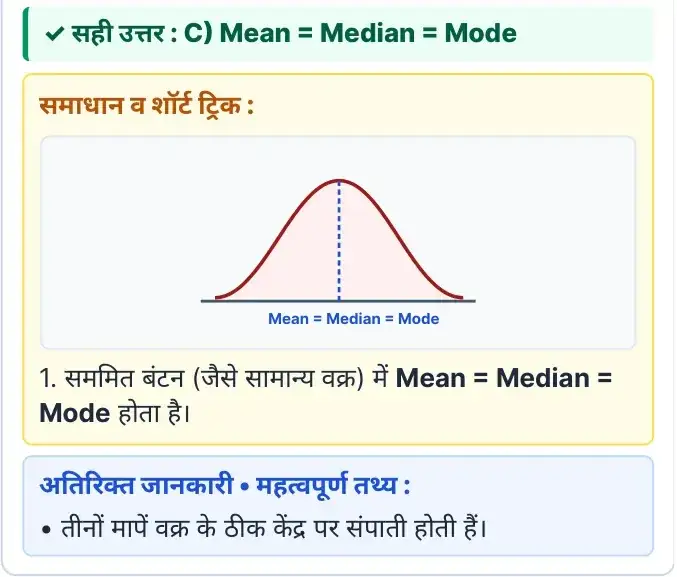 ✓ सही उत्तर : C) Mean = Median = Mode
समाधान व शॉर्ट ट्रिक :
Mean = Median = Mode
1. सममित बंटन (जैसे सामान्य वक्र) में Mean = Median =
Mode होता है।
अतिरिक्त जानकारी • महत्वपूर्ण तथ्य :
• तीनों मापें वक्र के ठीक केंद्र पर संपाती होती हैं।